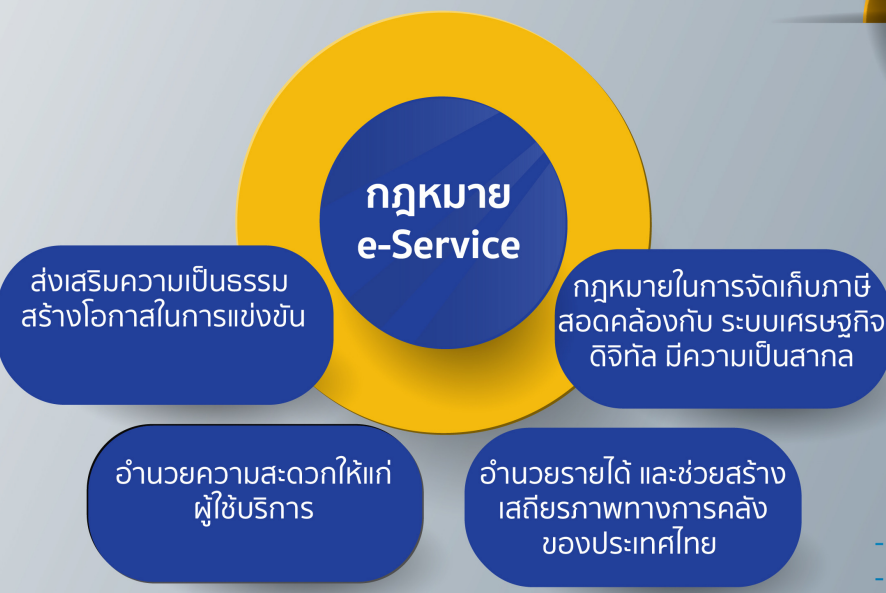 กฎหมาย
e-Service
ส่งเสริมความเป็นธรรม
สร้างโอกาสในการแข่งขัน
กฎหมายในการจัดเก็บภาษี
สอดคล้องกับ ระบบเศรษฐกิจ
ดิจิทัล มีความเป็นสากล
อำนวยความสะดวกให้แก่
ผู้ใช้บริการ
อำนวยรายได้ และช่วยสร้าง
เสถียรภาพทางการคลัง
ของประเทศไทย